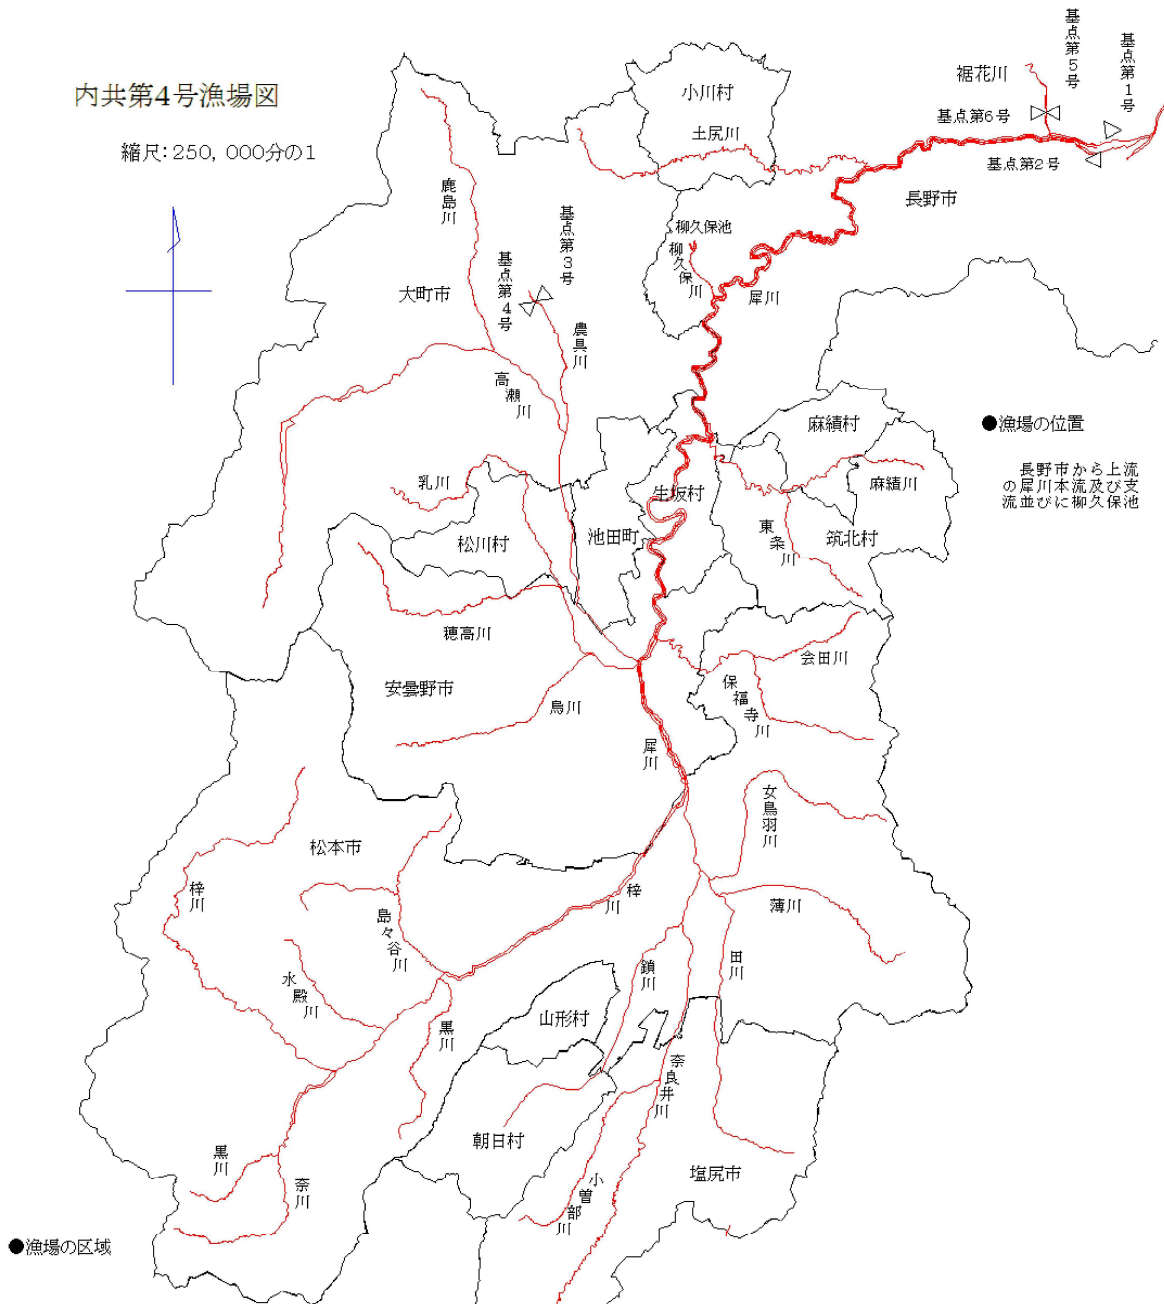 内共第4号漁場図
縮尺：250，000分の1
基点第5号
基点第1号
裾花川
基点第6号
基点第2号
小川村
土尻川
長野市
鹿島川
基点第3号
基点第4号
柳久保池
柳久保川
犀川
大町市
農具川
高瀬川
麻績村
●漁場の位置
長野市から上流
の犀川本流及び支
流並びに柳久保池
乳川
生坂村
麻績川
松川村
池田町
東条川
筑北村
穂高川
会田川
安曇野市
保福寺川
烏川
犀川
女鳥羽川
松本市
梓川
梓川
島々谷川
薄川
水殿川
鎖川
田川
黒川
山形村
奈良井川
朝日村
黒川
奈川
小曽部川
塩尻市
●漁場の区域